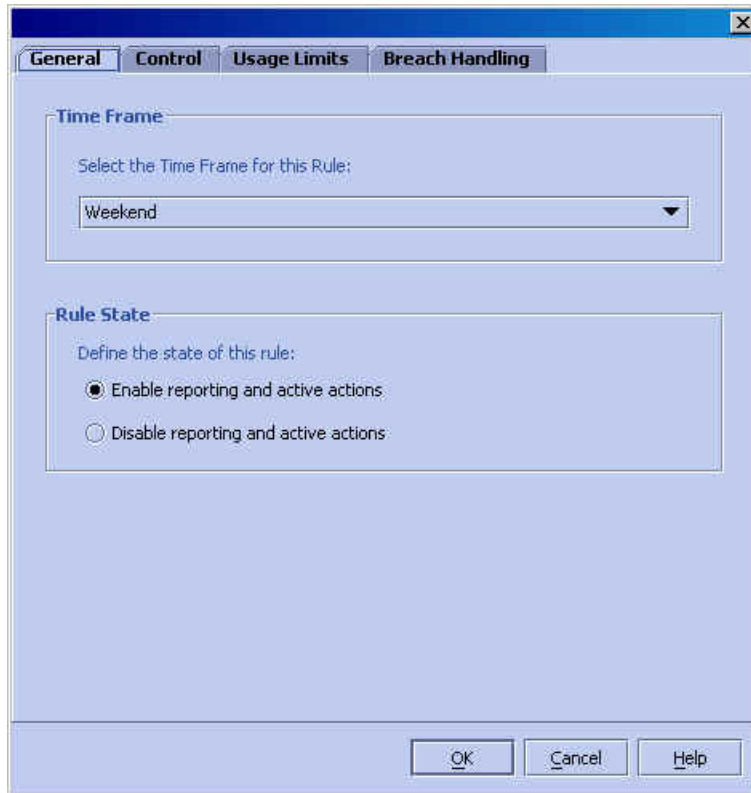 General Control Usage Limits Breach Handling
Time Frame
Select the Time Frame for this Rule:
Weekend
Rule State
Define the state of this rule:
Enable reporting and active actions
Disable reporting and active actions
OK Cancel Help